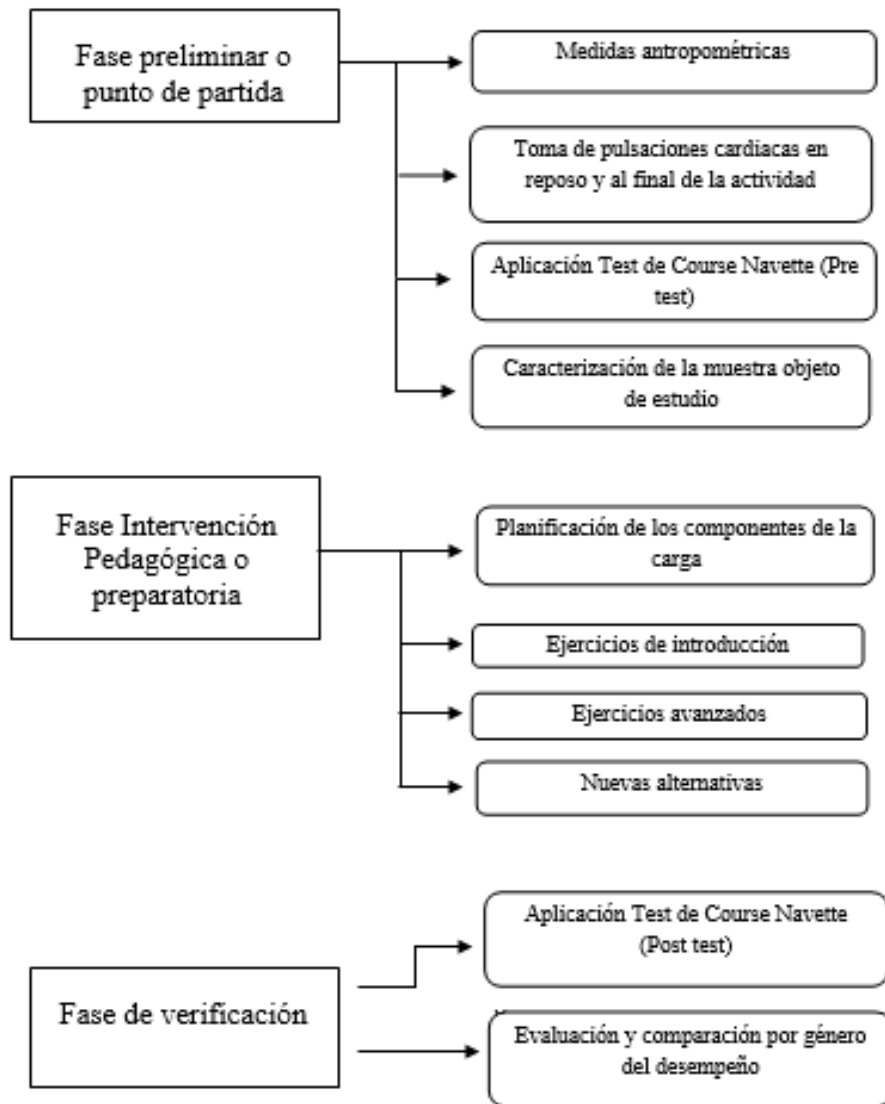 Fase preliminar o
punto de partida
Medidas antropométricas
Toma de pulsaciones cardiacas en
reposo y al final de la actividad
Aplicación Test de Course Navette (Pre
test)
Caracterización de la muestra objeto
de estudio
Fase Intervención
Pedagógica o
preparatoria
Planificación de los componentes de la
carga
Ejercicios de introducción
Ejercicios avanzados
Nuevas alternativas
Fase de verificación
Aplicación Test de Course Navette
(Post test)
Evaluación y comparación por género
del desempeño